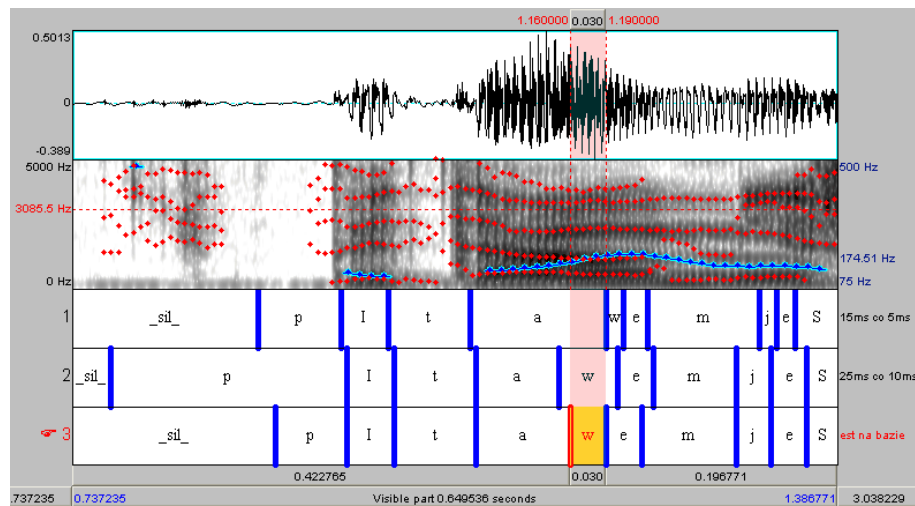 1.160000 0.030 1.190000
0.5013
0
-0.389
5000 Hz 500 Hz
3085.5 Hz
174.51 Hz
0 Hz 75 Hz
1 _sil_ p I t a w e m j e S 15ms co 5ms
2 _sil_ p I t a w e m j e S 25ms co 10ms
3 _sil_ p I t a w e m j e S est na bazie
0.422765 0.030 0.196771
.737235 0.737235 Visible part 0.649536 seconds 1.386771 3.038229